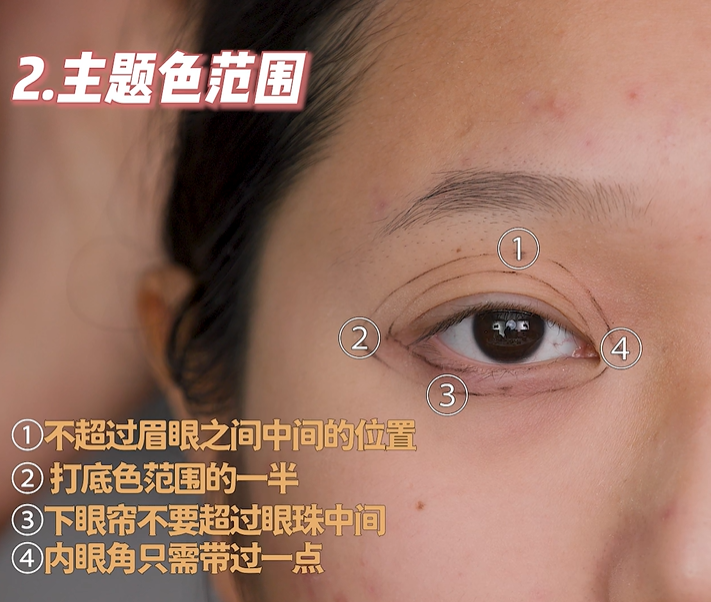 2.主题色范围
①
②
④
③
①不超过眉眼之间中间的位置
②打底色范围的一半
③下眼帘不要超过眼珠中间
④内眼角只需带过一点